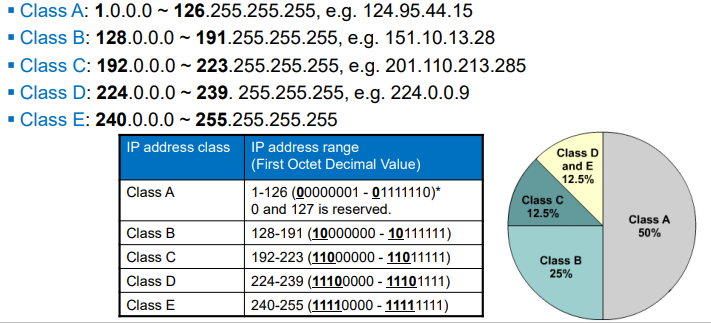 ▪ Class A: 1.0.0.0 ~ 126.255.255.255, e.g. 124.95.44.15
▪ Class B: 128.0.0.0 ~ 191.255.255.255, e.g. 151.10.13.28
▪ Class C: 192.0.0.0 ~ 223.255.255.255, e.g. 201.110.213.285
▪ Class D: 224.0.0.0 ~ 239. 255.255.255, e.g. 224.0.0.9
▪ Class E: 240.0.0.0 ~ 255.255.255.255
IP address class
IP address range
(First Octet Decimal Value)
Class A
1-126 (00000001 - 01111110)*
0 and 127 is reserved.
Class B
128-191 (10000000 - 10111111)
Class C
192-223 (11000000 - 11011111)
Class D
224-239 (11100000 - 11101111)
Class E
240-255 (11110000 - 11111111)
Class D
and E
12.5%
Class C
12.5%
Class A
50%
Class B
25%